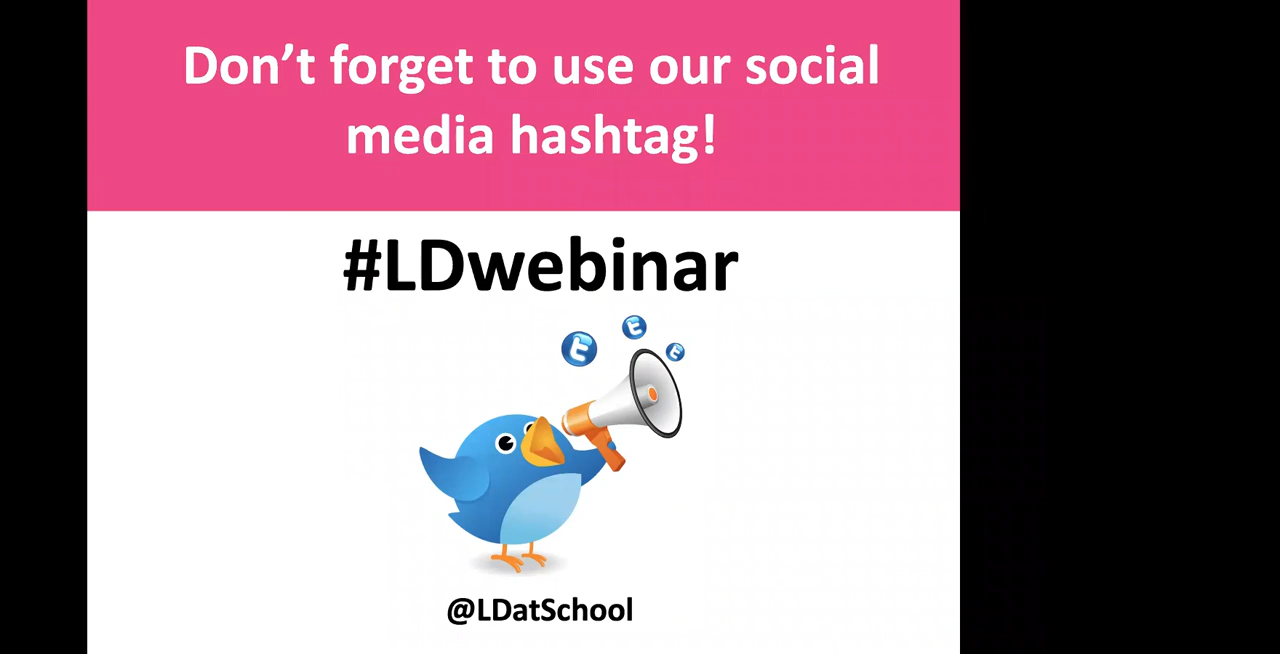 Don’t forget to use our social
media hashtag!
#LDwebinar
t
t
t
@LDatSchool